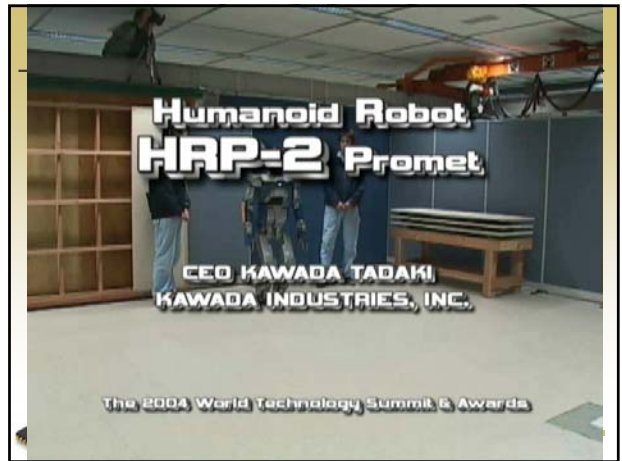 Humanoid Robot
HRP-2 Promet
CEO KAWADA TADAKI
KAWADA INDUSTRIES, INC.
The 2004 World Technology Summit & Awards